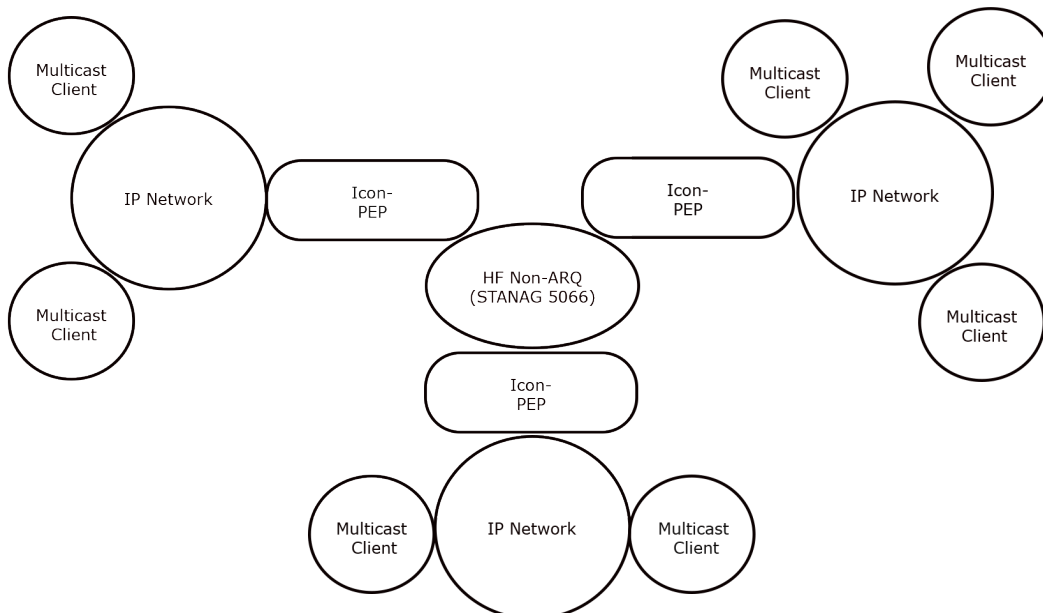 Multicast
Client
IP Network
Multicast
Client
Icon-
PEP
HF Non-ARQ
(STANAG 5066)
Icon-
PEP
Multicast
Client
Multicast
Client
IP Network
Multicast
Client
Icon-
PEP
Multicast
Client
IP Network
Multicast
Client